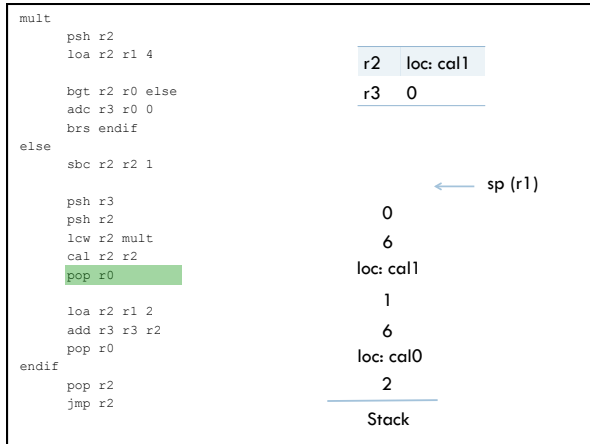 mult
psh r2
loa r2 r1 4
bgt r2 r0 else
adc r3 r0 0
brs endif
else
sbc r2 r2 1
psh r3
psh r2
lcw r2 mult
cal r2 r2
pop r0
loa r2 r1 2
add r3 r3 r2
pop r0
endif
pop r2
jmp r2
r2 loc: cal1
r3 0
sp (r1)
0
6
loc: cal1
1
6
loc: cal0
2
Stack